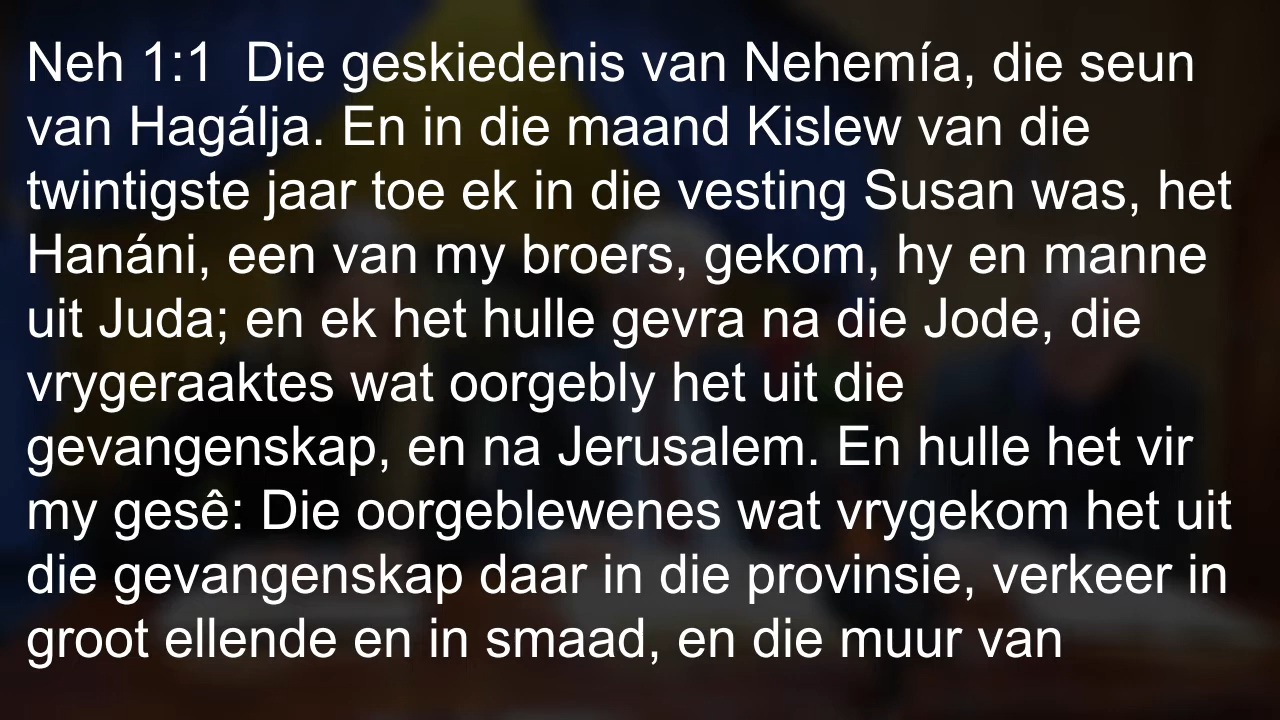 Neh 1:1  Die geskiedenis van Nehemía, die seun
van Hagálja. En in die maand Kislew van die
twintigste jaar toe ek in die vesting Susan was, het
Hanáni, een van my broers, gekom, hy en manne
uit Juda; en ek het hulle gevra na die Jode, die
vrygeraaktes wat oorgebly het uit die
gevangenskap, en na Jerusalem. En hulle het vir
my gesê: Die oorgeblewenes wat vrygekom het uit
die gevangenskap daar in die provinsie, verkeer in
groot ellende en in smaad, en die muur van